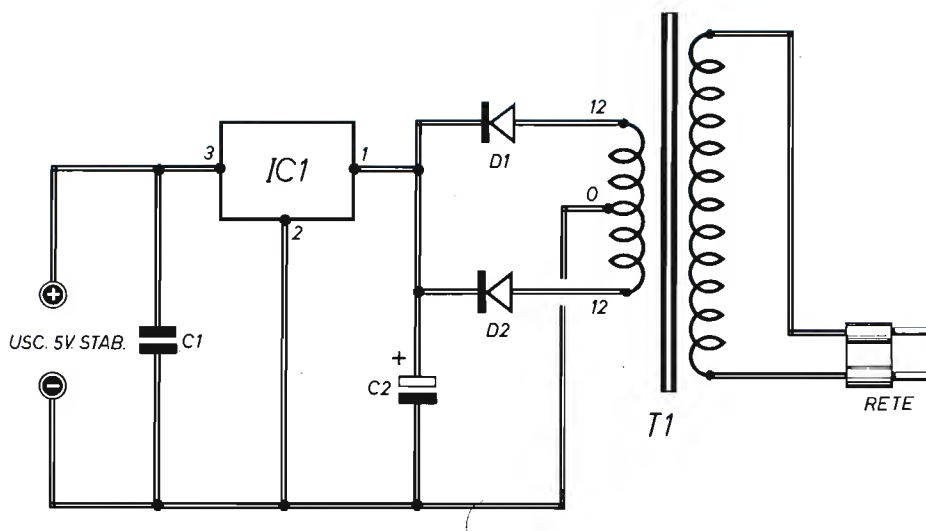 12
3
IC1
1
D1
0
2
12
D2
+
USC. 5V STAB.
C1
+
C2
-
T1
RETE